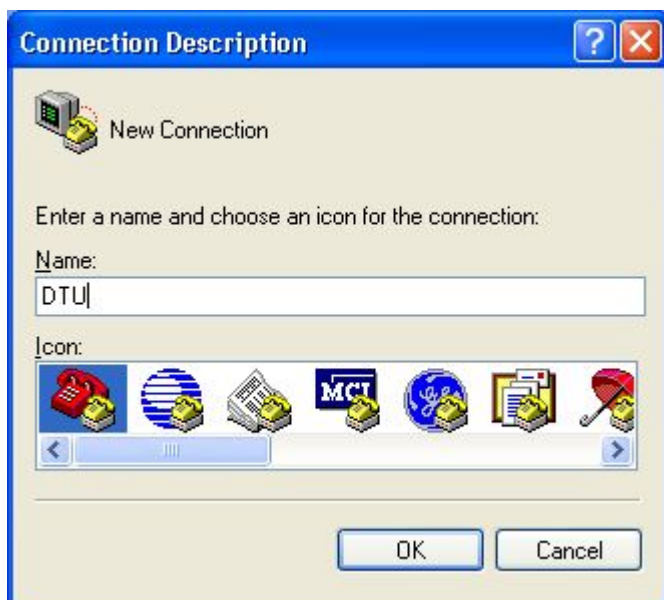 Connection Description
New Connection
Enter a name and choose an icon for the connection:
Name:
DTU
Icon:
MCI
OK
Cancel